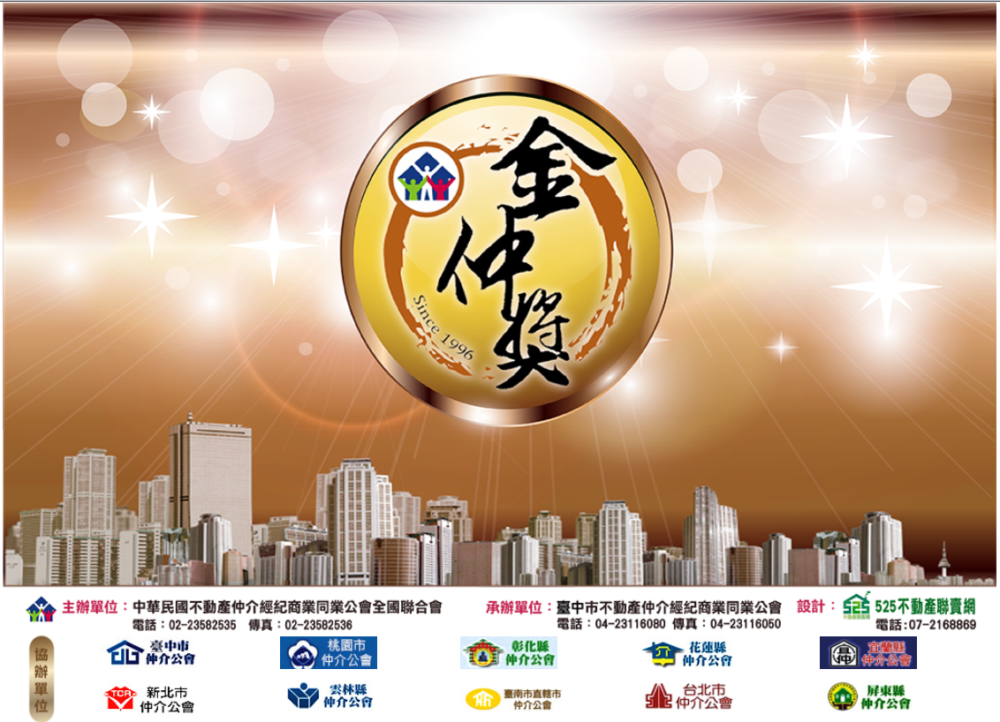 金仲獎
Since 1996
主辦單位：中華民國不動產仲介經紀商業同業公會全國聯合會
電話：02-23582535 傳真：02-23582536
承辦單位：臺中市不動產仲介經紀商業同業公會
電話：04-23116080 傳真：04-23116050
設計：525不動產聯賣網
電話:07-2168869
協辦單位
臺中市
仲介公會
桃園市
仲介公會
彰化縣
仲介公會
花蓮縣
仲介公會
宜蘭縣
仲介公會
TCR
新北市
仲介公會
雲林縣
仲介公會
臺南市直轄市
仲介公會
台北市
仲介公會
屏東縣
仲介公會